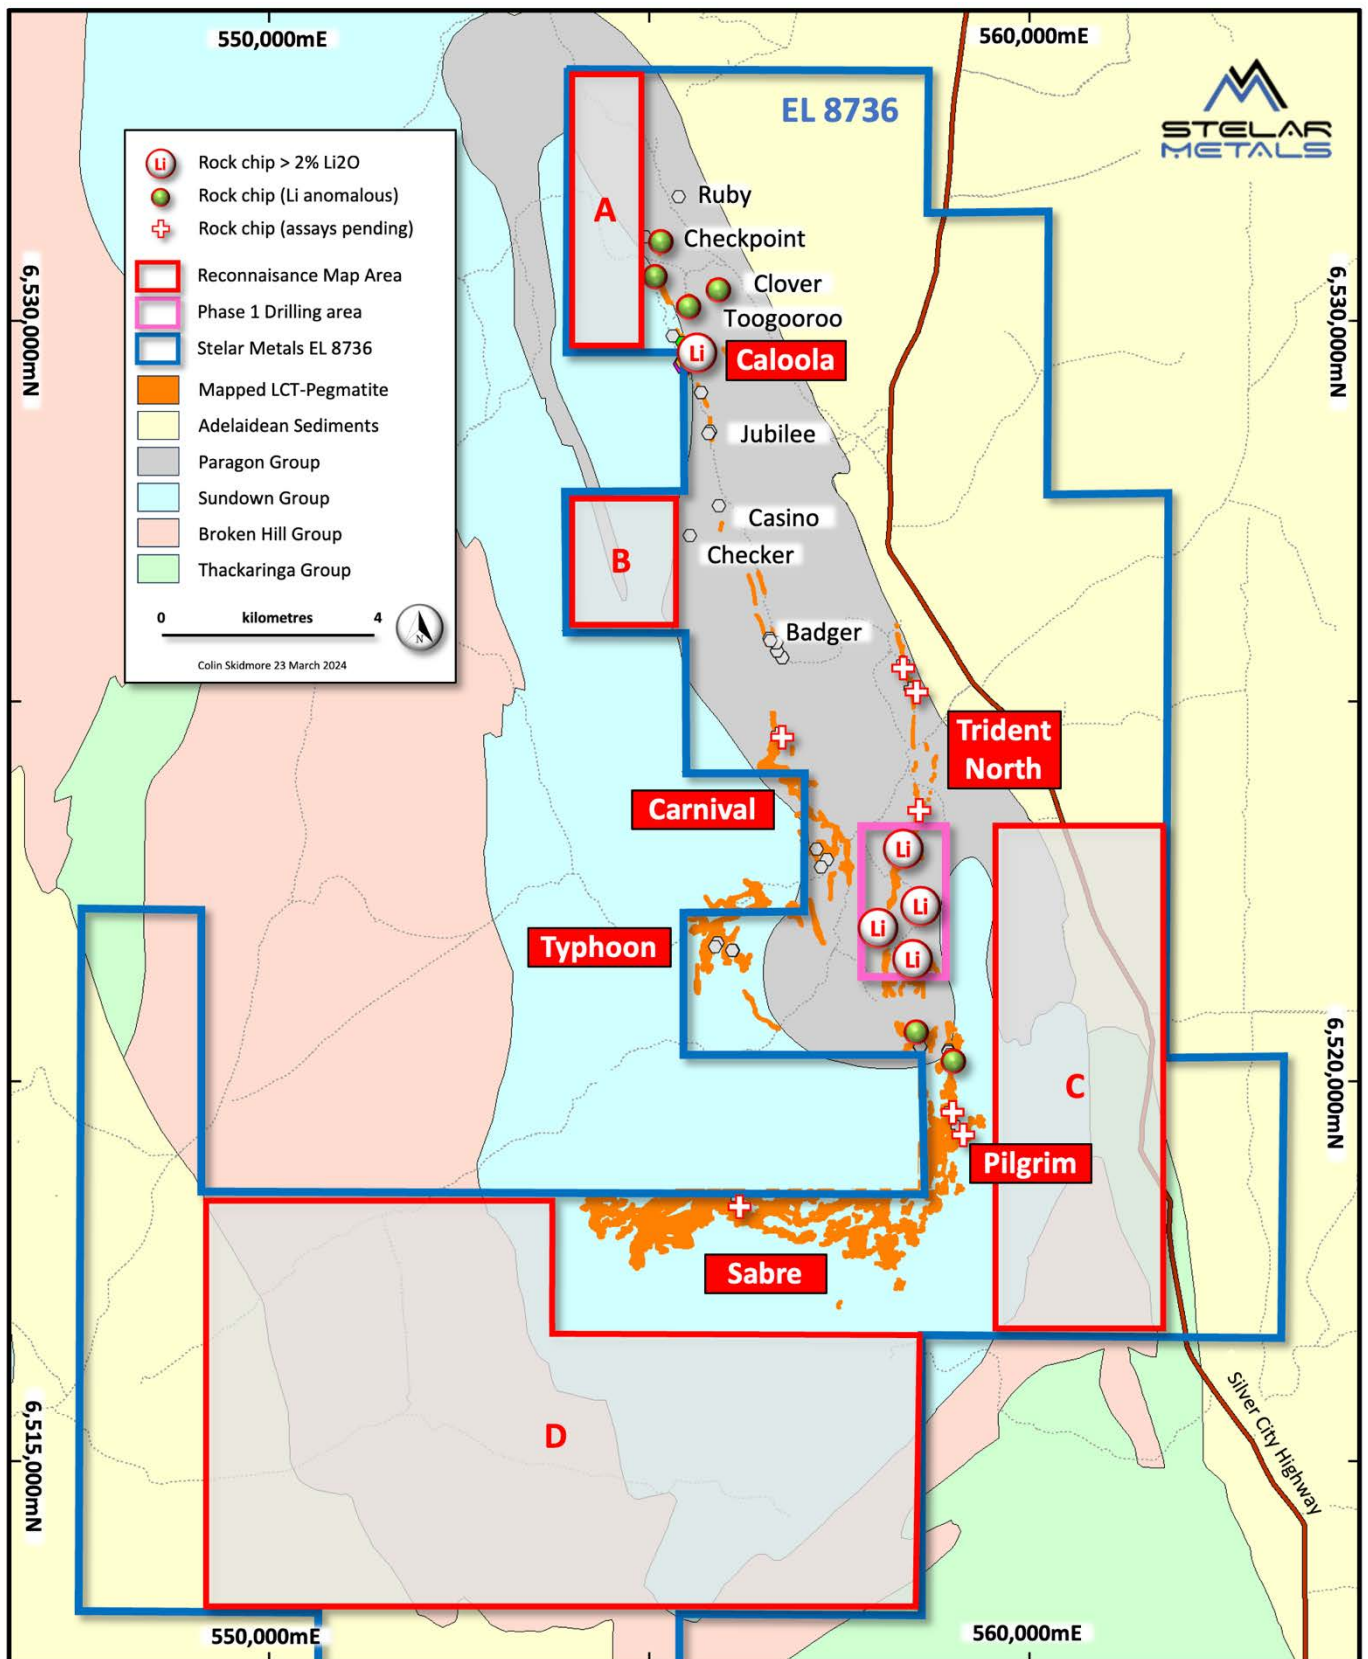 550,000mE
560,000mE
EL 8736
STELAR
METALS
Li
Rock chip > 2% Li2O
Rock chip (Li anomalous)
Rock chip (assays pending)
Reconnaisance Map Area
Phase 1 Drilling area
Stelar Metals EL 8736
Mapped LCT-Pegmatite
Adelaidean Sediments
Paragon Group
Sundown Group
Broken Hill Group
Thackaringa Group
0 kilometres 4
N
Colin Skidmore 23 March 2024
A
Ruby
Checkpoint
6,530,000mN
6,530,000mN
Clover
Toogooroo
Li
Caloola
Jubilee
Casino
B
Checker
Badger
Trident
North
Carnival
Li
Li
Li
Li
Typhoon
6,520,000mN
C
Pilgrim
Sabre
D
6,515,000mN
Silver City Highway
550,000mE
560,000mE